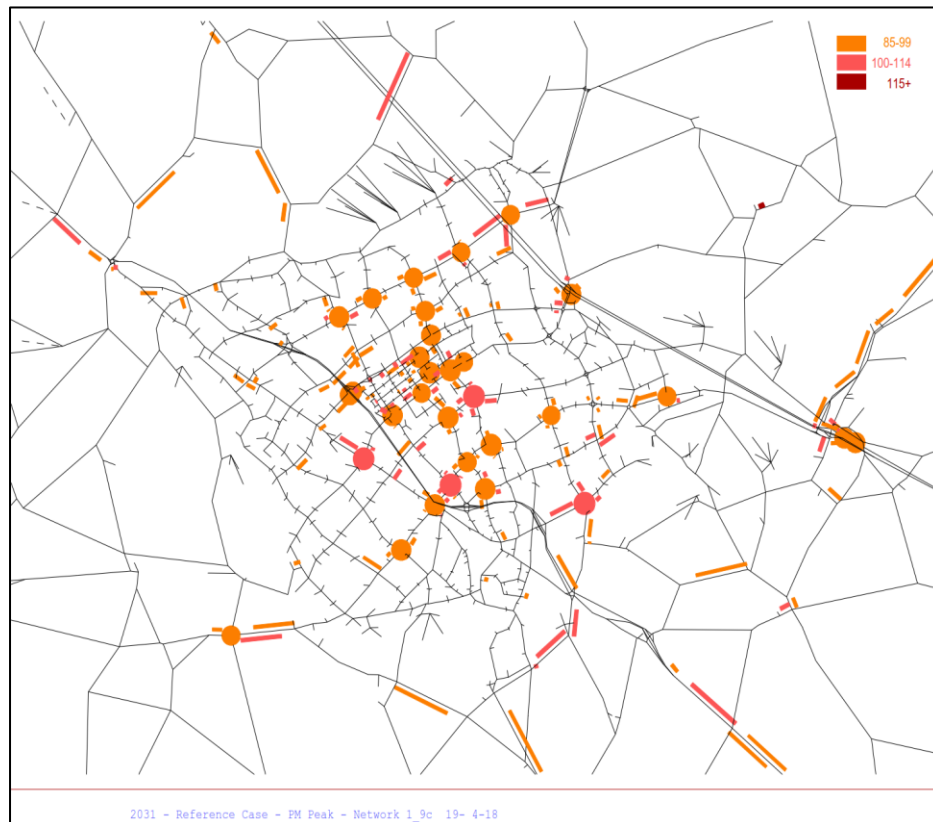 85-99
100-114
115+
2031 - Reference Case - PM Peak - Network 1_9c 19- 4-18